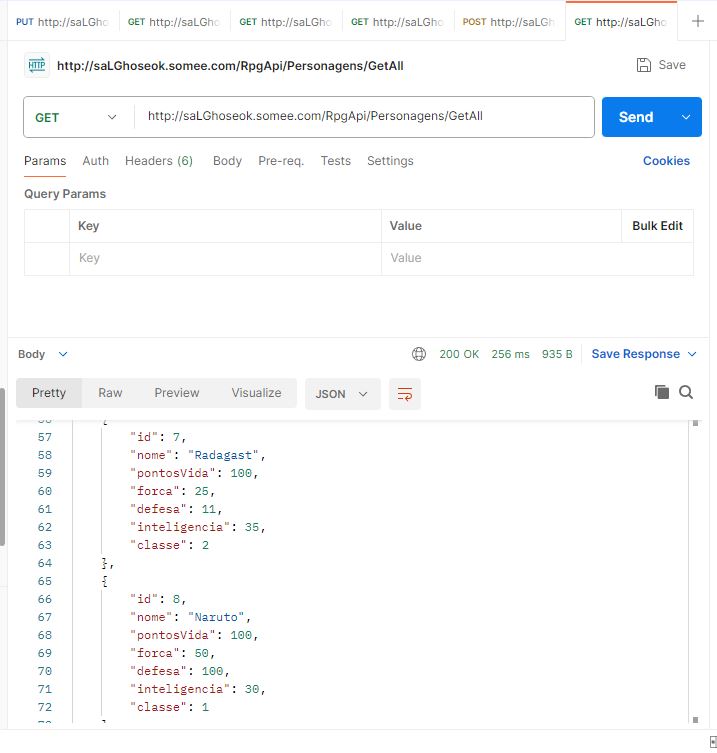 PUT http://saLGho GET http://saLGho GET http://saLGho GET http://saLGho POST http://saLGh GET http://saLGho
HTTP http://saLGhoseok.somee.com/RpgApi/Personagens/GetAll Save
GET http://saLGhoseok.somee.com/RpgApi/Personagens/GetAll Send
Params Auth Headers (6) Body Pre-req. Tests Settings Cookies
Query Params
Key Value Bulk Edit
Key Value
Body 200 OK 256 ms 935 B Save Response
Pretty Raw Preview Visualize JSON
56 {
57 "id": 7,
58 "nome": "Radagast",
59 "pontosVida": 100,
60 "forca": 25,
61 "defesa": 11,
62 "inteligencia": 35,
63 "classe": 2
64 },
65 {
66 "id": 8,
67 "nome": "Naruto",
68 "pontosVida": 100,
69 "forca": 50,
70 "defesa": 100,
71 "inteligencia": 30,
72 "classe": 1